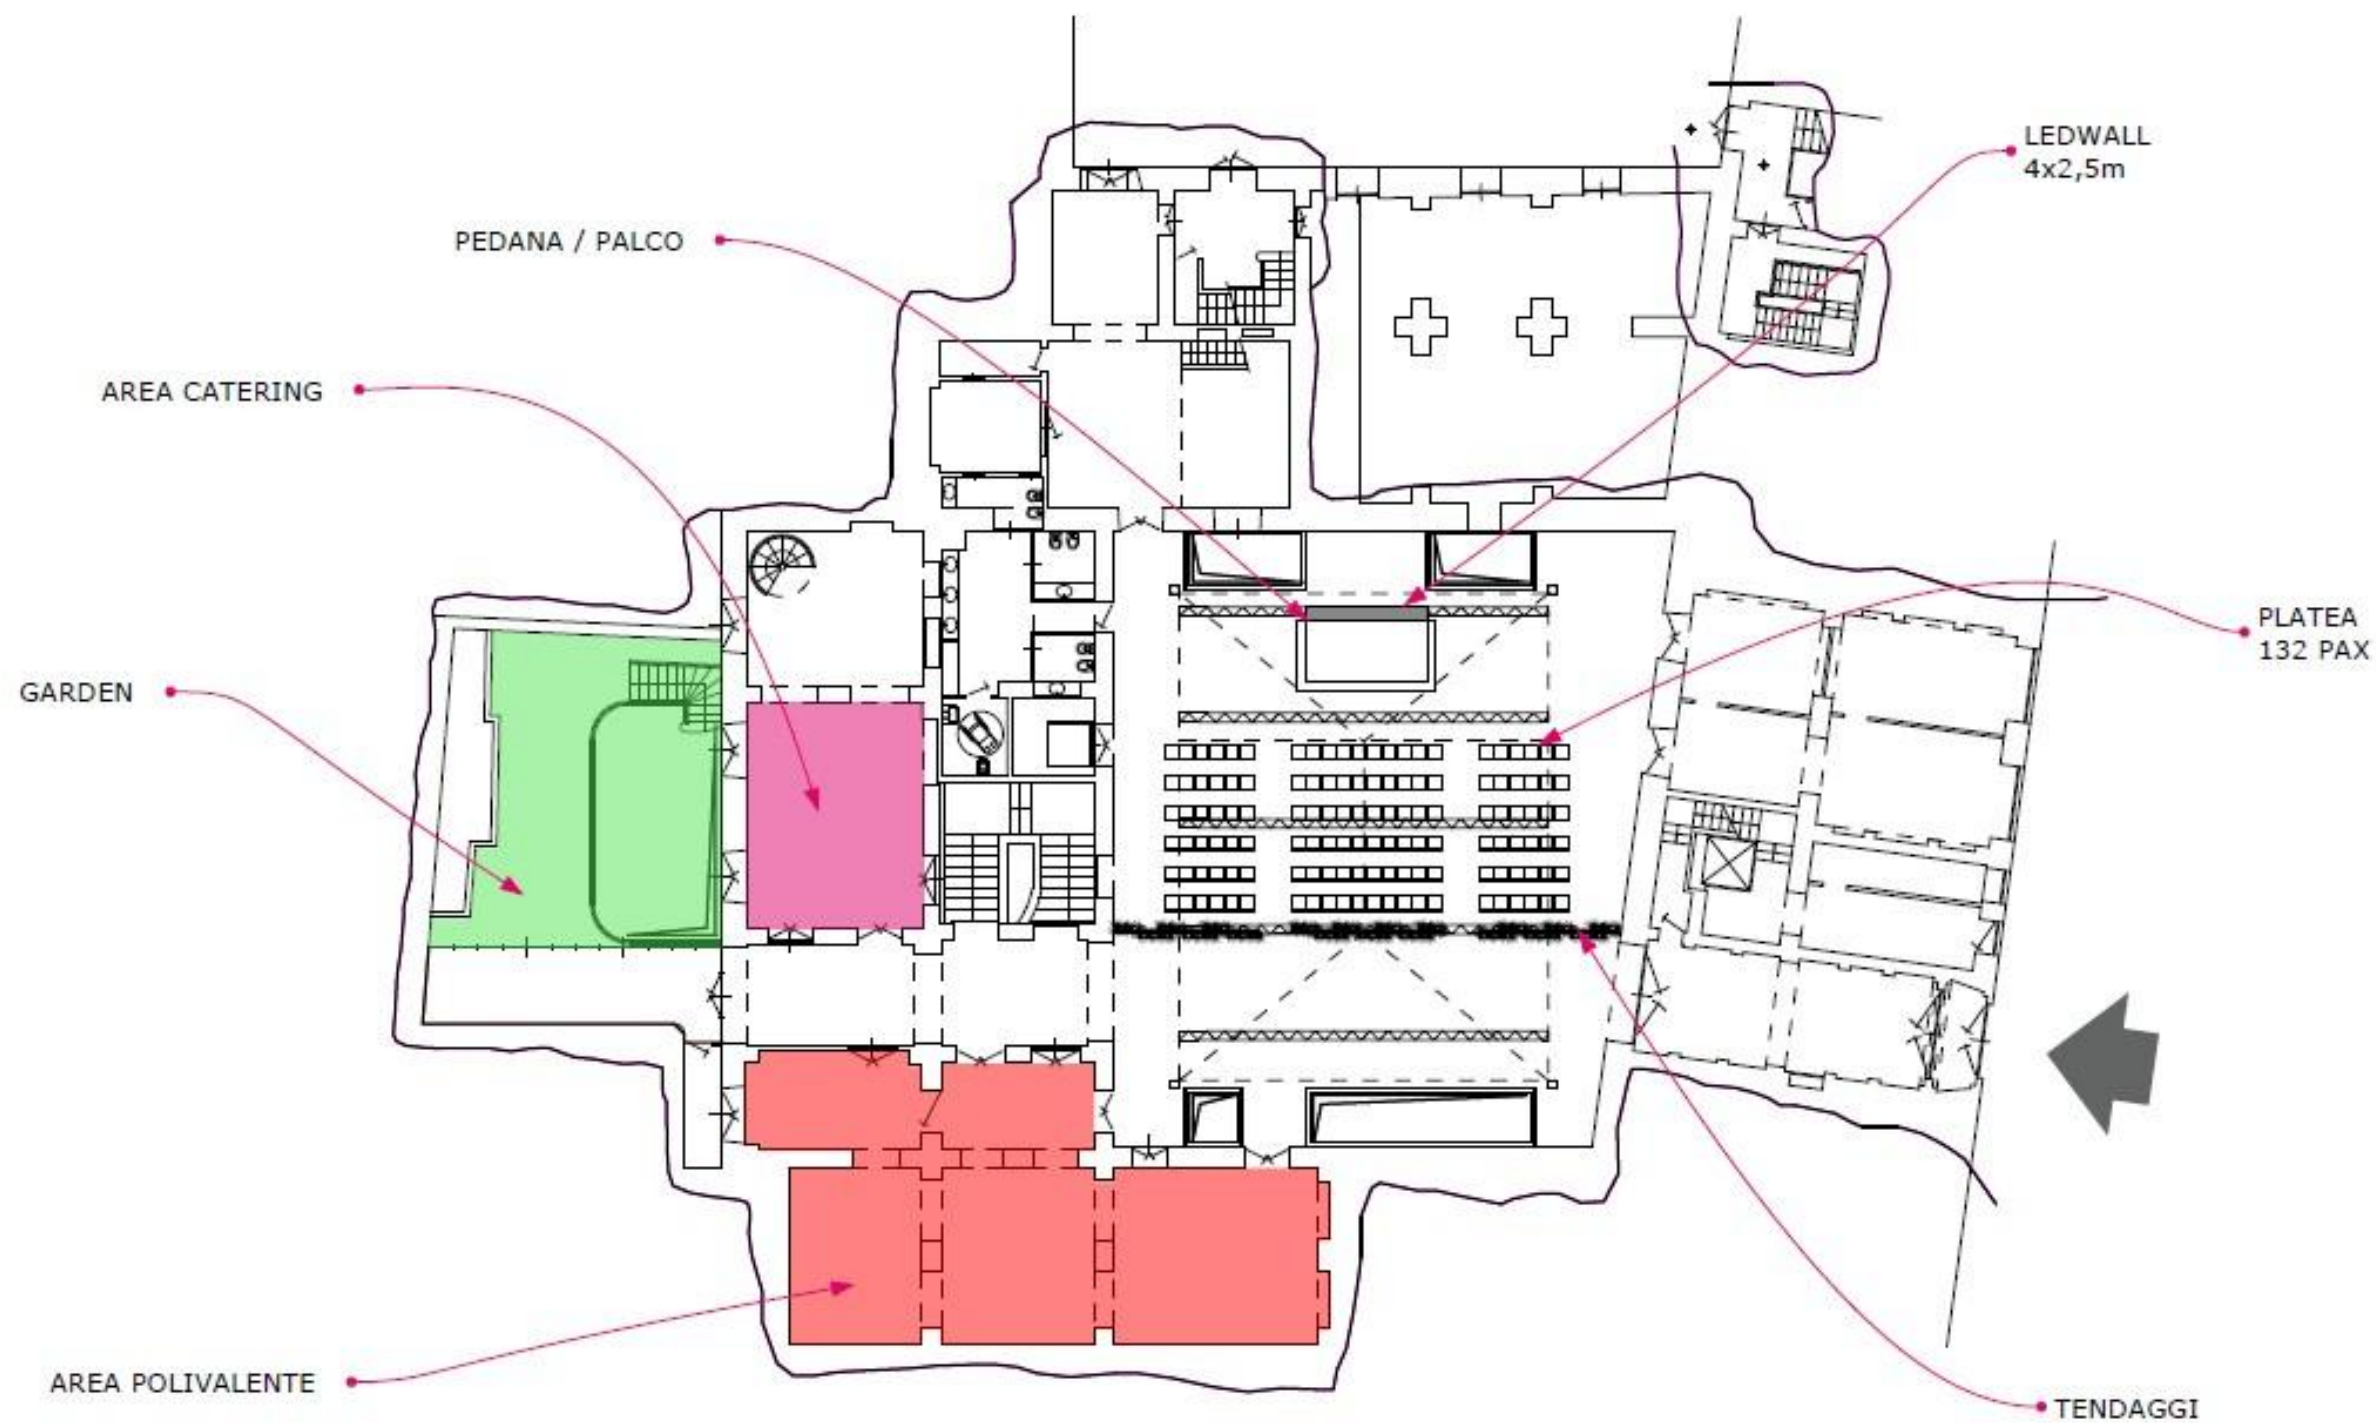 LEDWALL
4x2,5m
PEDANA / PALCO
AREA CATERING
PLATEA
132 PAX
GARDEN
AREA POLIVALENTE
TENDAGGI